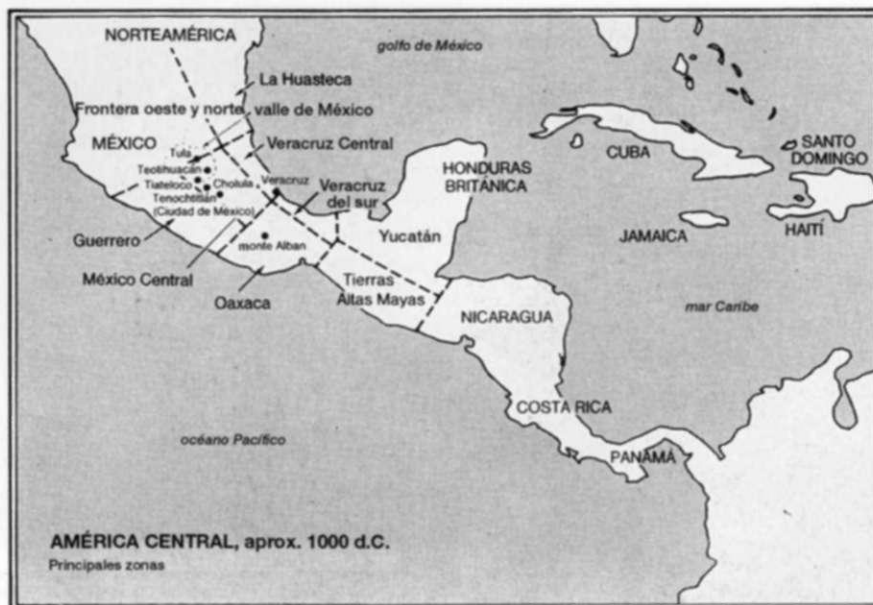 NORTEAMÉRICA
golfo de México
La Huasteca
Frontera oeste y norte
valle de México
MÉXICO
Veracruz Central
Tula
Teotihuacán
Tlateloco
Cholula
Tenochtitlán
(Ciudad de México)
Veracruz
Veracruz
del sur
Guerrero
monte Alban
México Central
Oaxaca
Yucatán
Tierras
Altas Mayas
HONDURAS
BRITÁNICA
CUBA
SANTO
DOMINGO
JAMAICA
HAITÍ
NICARAGUA
mar Caribe
COSTA RICA
océano Pacífico
PANAMÁ
AMÉRICA CENTRAL, aprox. 1000 d.C.
Principales zonas